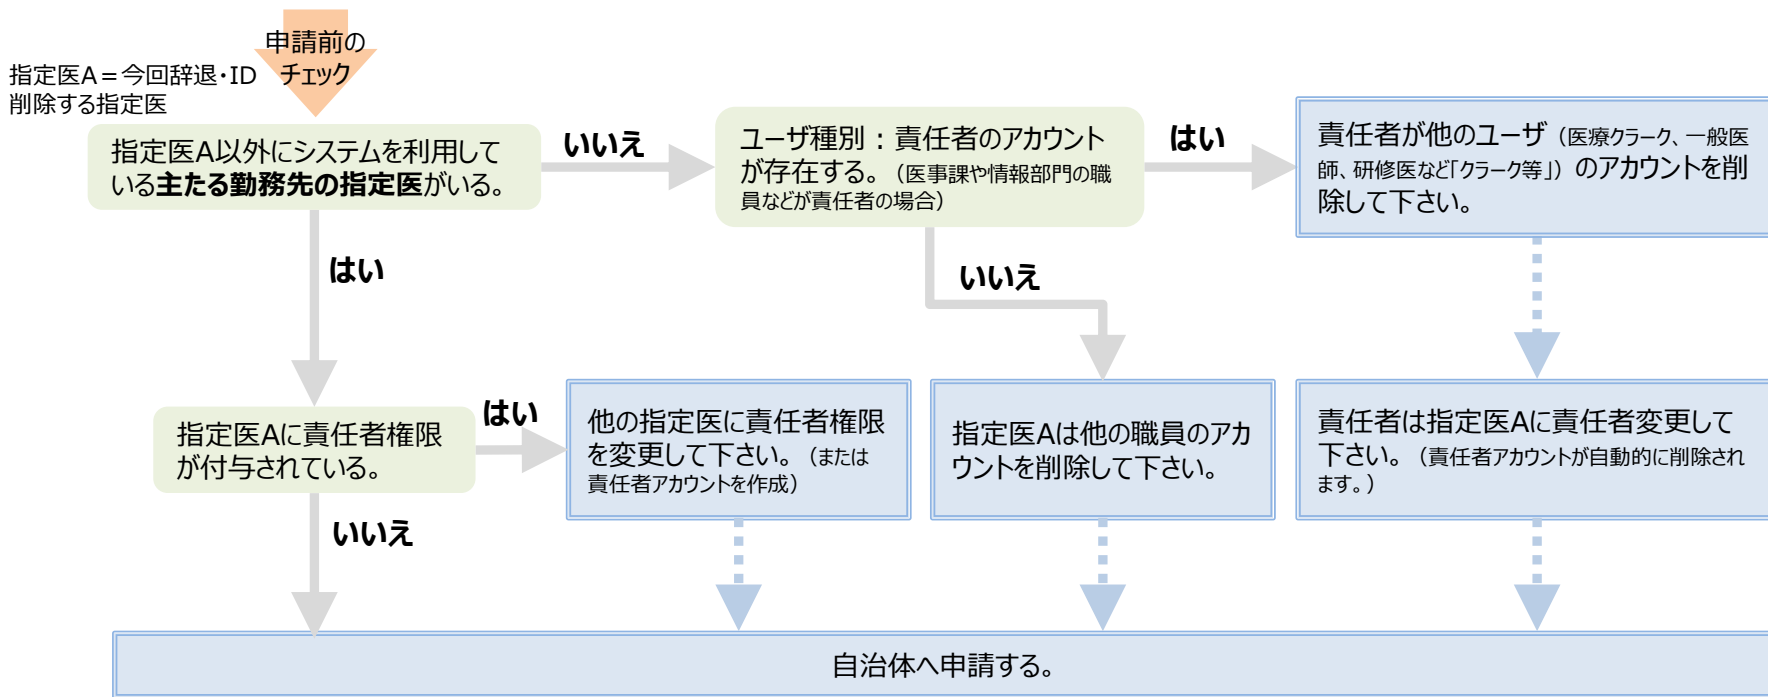 申請前の
チェック
指定医A＝今回辞退・ID
削除する指定医
指定医A以外にシステムを利用して
いる主たる勤務先の指定医がいる。
いいえ
ユーザ種別：責任者のアカウント
が存在する。（医事課や情報部門の職
員などが責任者の場合）
はい
責任者が他のユーザ（医療クラーク、一般医
師、研修医など「クラーク等」）のアカウントを削
除して下さい。
はい
いいえ
指定医Aに責任者権限
が付与されている。
はい
他の指定医に責任者権限
を変更して下さい。（または
責任者アカウントを作成）
指定医Aは他の職員のアカ
ウントを削除して下さい。
責任者は指定医Aに責任者変更して
下さい。（責任者アカウントが自動的に削除され
ます。）
いいえ
自治体へ申請する。